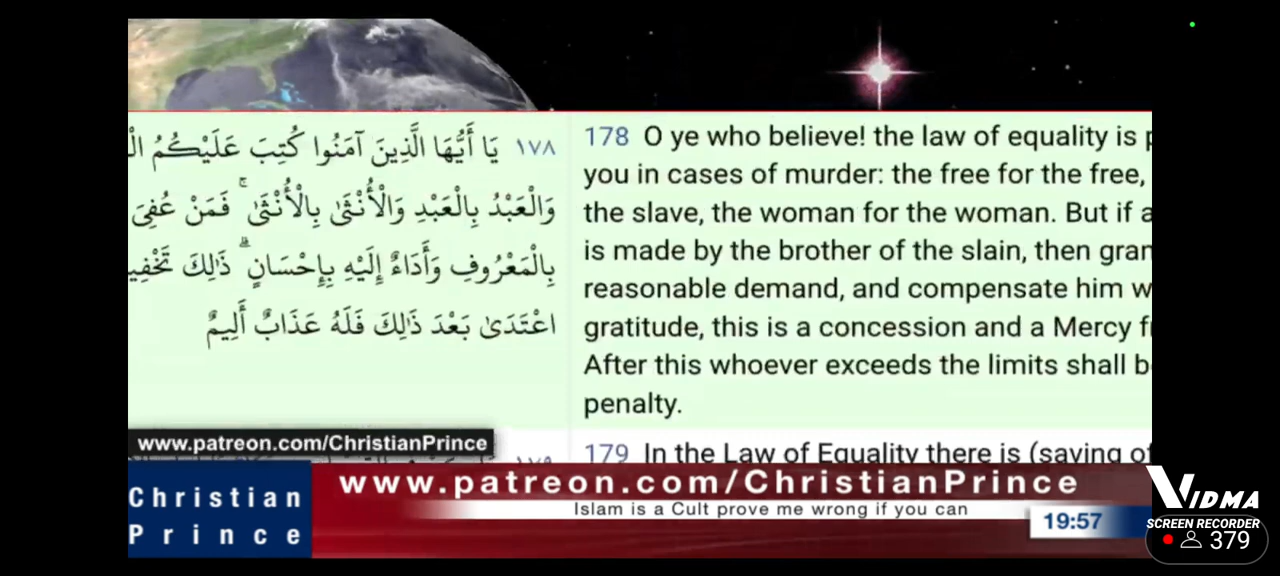 ١٧٨ يَا أَيُّهَا الَّذِينَ آمَنُوا كُتِبَ عَلَيْكُمُ
وَالْعَبْدُ بِالْعَبْدِ وَالْأُنْثَىٰ بِالْأُنْثَىٰ ۚ فَمَنْ عُفِيَ
بِالْمَعْرُوفِ وَأَدَاءٌ إِلَيْهِ بِإِحْسَانٍ ۗ ذَٰلِكَ
اعْتَدَىٰ بَعْدَ ذَٰلِكَ فَلَهُ عَذَابٌ أَلِيمٌ
178 O ye who believe! the law of equality is
you in cases of murder: the free for the free,
the slave, the woman for the woman. But if a
is made by the brother of the slain, then
reasonable demand, and compensate him
gratitude, this is a concession and a Mercy
After this whoever exceeds the limits shall
penalty.
179 In the Law of Equality there is (saving of
www.patreon.com/ChristianPrince
www.patreon.com/ChristianPrince
Islam is a Cult prove me wrong if you can
Christian
Prince
19:57
VIDMA
SCREEN RECORDER
379